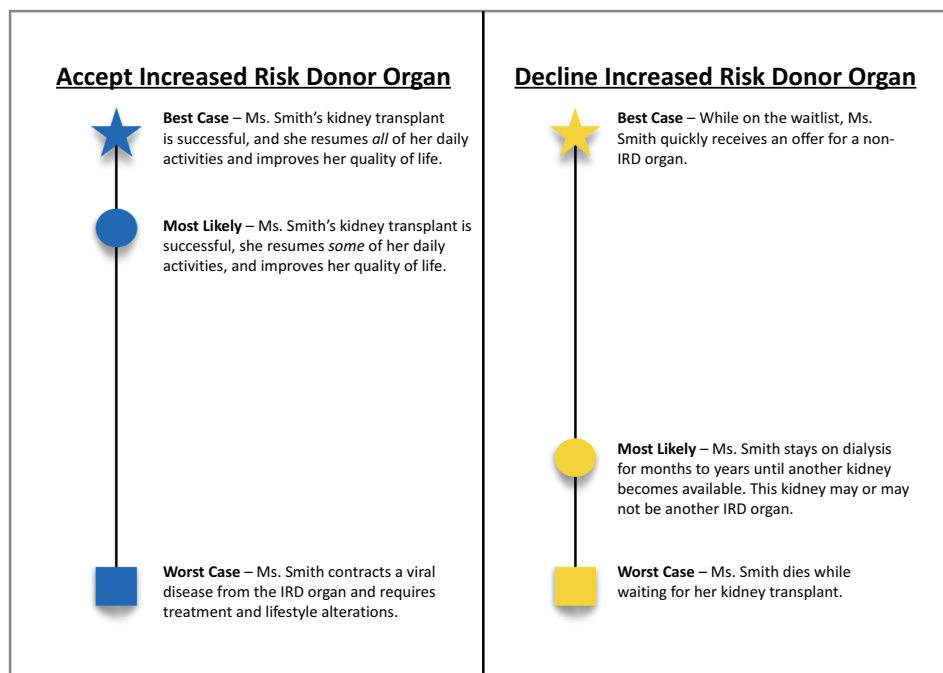 Accept Increased Risk Donor Organ
Best Case – Ms. Smith's kidney transplant
is successful, and she resumes all of her daily
activities and improves her quality of life.
Most Likely – Ms. Smith's kidney transplant is
successful, she resumes some of her daily
activities, and improves her quality of life.
Worst Case – Ms. Smith contracts a viral
disease from the IRD organ and requires
treatment and lifestyle alterations.
Decline Increased Risk Donor Organ
Best Case – While on the waitlist, Ms.
Smith quickly receives an offer for a non-
IRD organ.
Most Likely – Ms. Smith stays on dialysis
for months to years until another kidney
becomes available. This kidney may or may
not be another IRD organ.
Worst Case – Ms. Smith dies while
waiting for her kidney transplant.